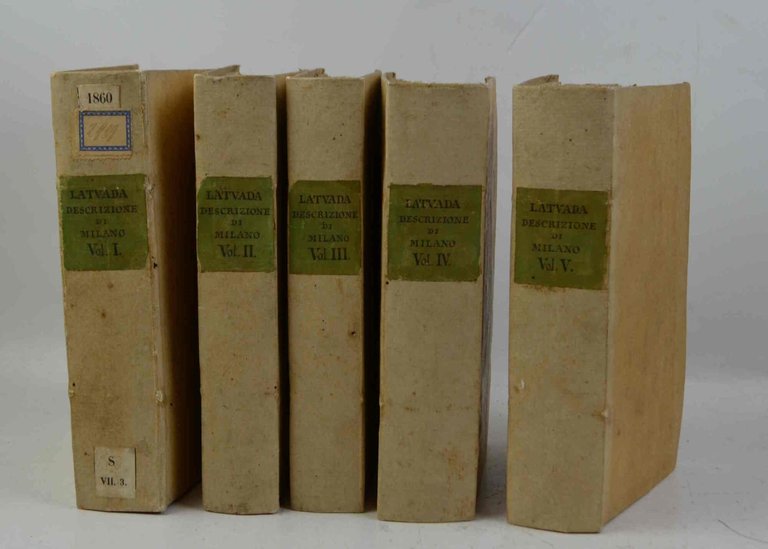 1860
LATVADA
DESCRIZIONE
DI
MILANO
Vol. I.
S
VII. 3.
LATVADA
DESCRIZIONE
DI
MILANO
Vol. II.
LATVADA
DESCRIZIONE
DI
MILANO
Vol. III.
LATVADA
DESCRIZIONE
DI
MILANO
Vol. IV.
LATVADA
DESCRIZIONE
DI
MILANO
Vol. V.